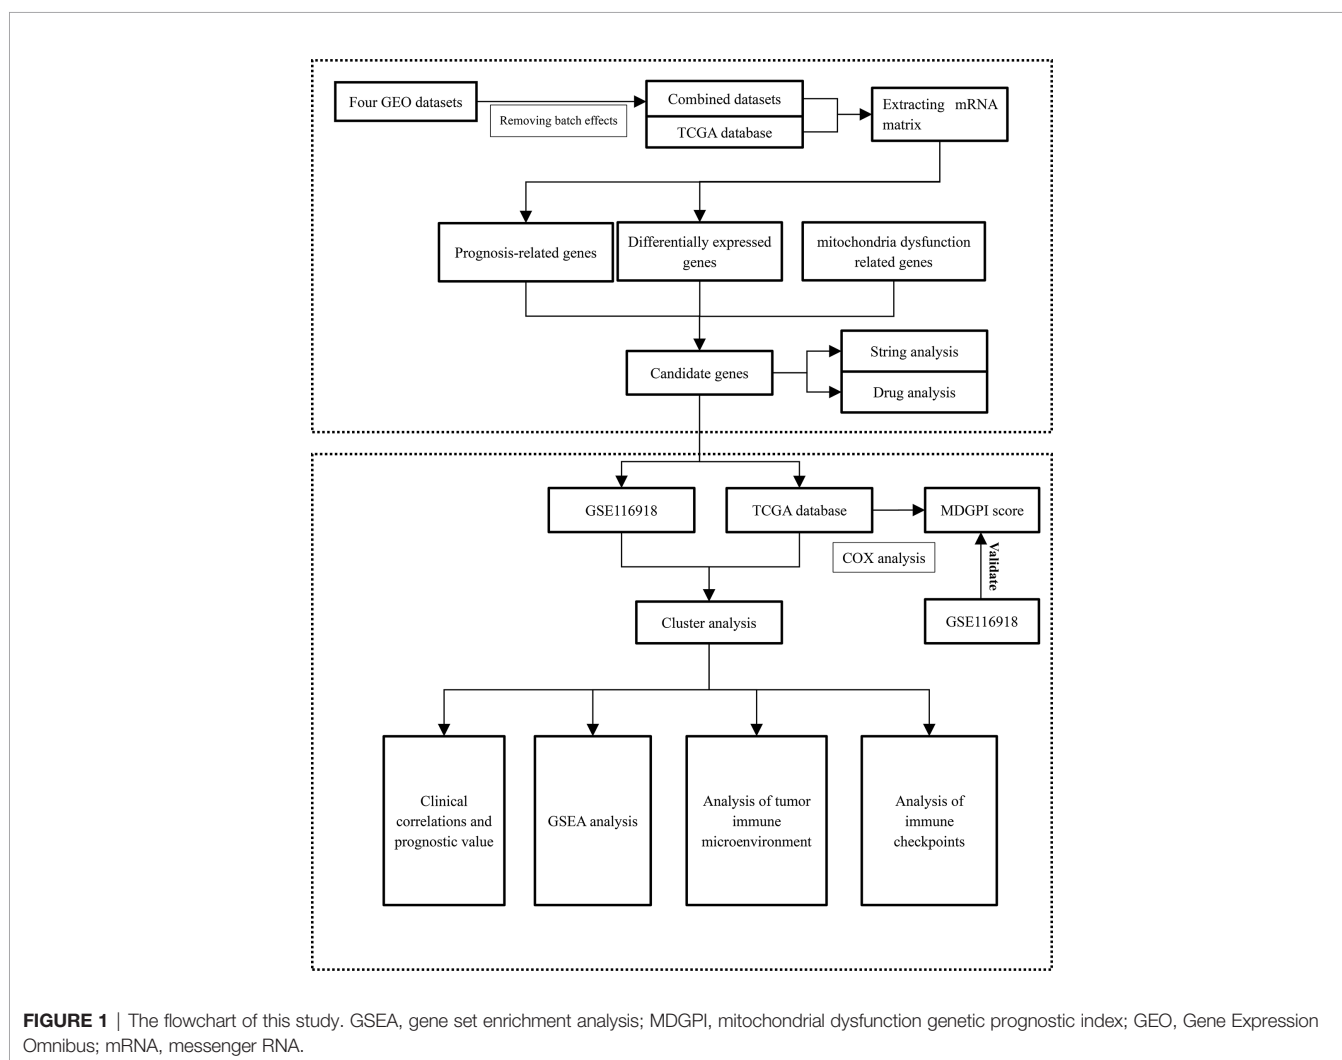 Four GEO datasets
Removing batch effects
Combined datasets
TCGA database
Extracting mRNA
matrix
Prognosis-related genes
Differentially expressed
genes
mitochondria dysfunction
related genes
Candidate genes
String analysis
Drug analysis
GSE116918
TCGA database
MDGPI score
COX analysis
Validate
GSE116918
Cluster analysis
Clinical
correlations and
prognostic value
GSEA analysis
Analysis of tumor
immune
microenvironment
Analysis of
immune
checkpoints
FIGURE 1 | The flowchart of this study. GSEA, gene set enrichment analysis; MDGPI, mitochondrial dysfunction genetic prognostic index; GEO, Gene Expression
Omnibus; mRNA, messenger RNA.